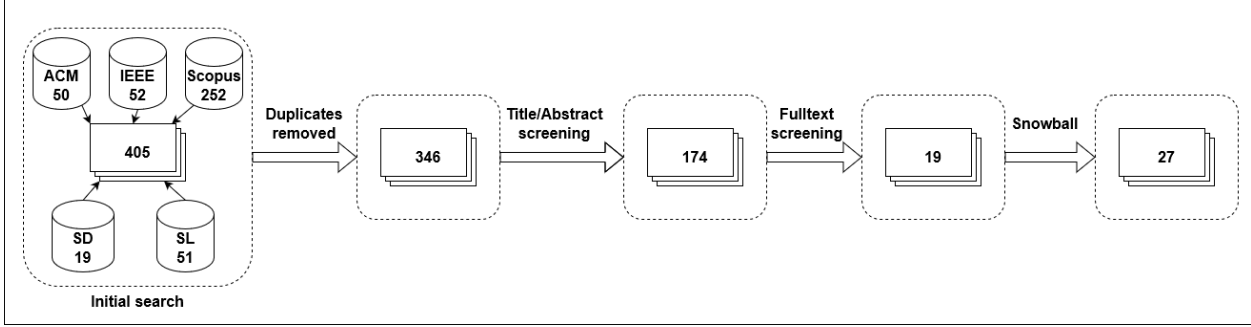 ACM
50
IEEE
52
Scopus
252
405
SD
19
SL
51
Initial search
Duplicates
removed
346
Title/Abstract
screening
174
Fulltext
screening
19
Snowball
27